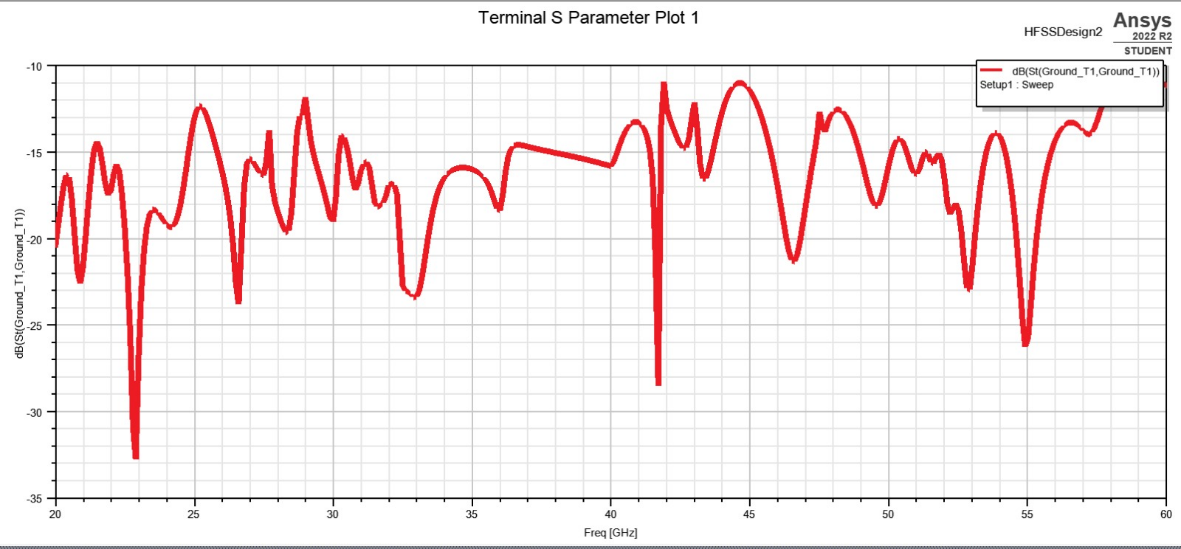 Terminal S Parameter Plot 1
HFSSDesign2
Ansys
2022 R2
STUDENT
dB(St(Ground_T1,Ground_T1))
Setup1 : Sweep
-10
-15
-20
-25
-30
-35
dB(St(Ground_T1,Ground_T1))
20
25
30
35
40
45
50
55
60
Freq [GHz]